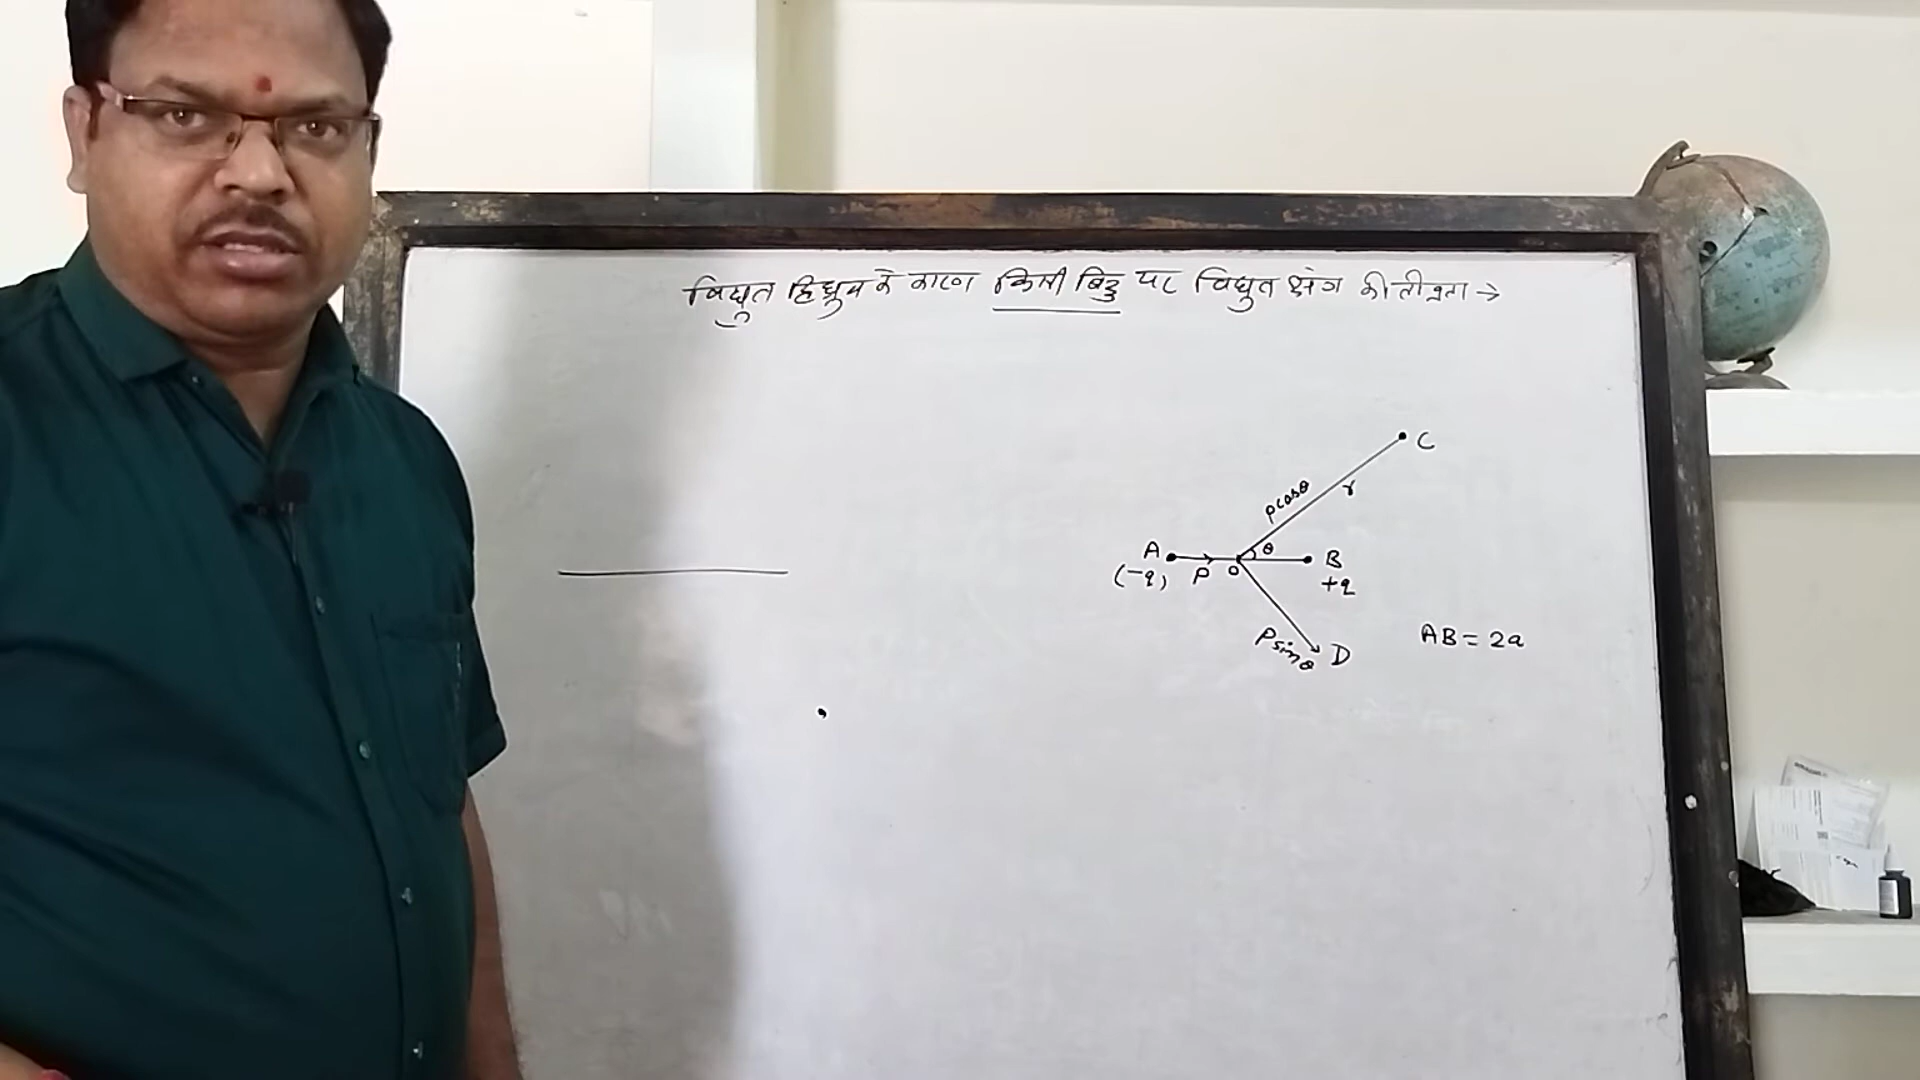 विद्युत द्विध्रुव के कारण किसी बिंदु पर विद्युत क्षेत्र की तीव्रता →
C
pcosθ r
A θ B
(-q) P O +q
Psinθ D AB = 2a